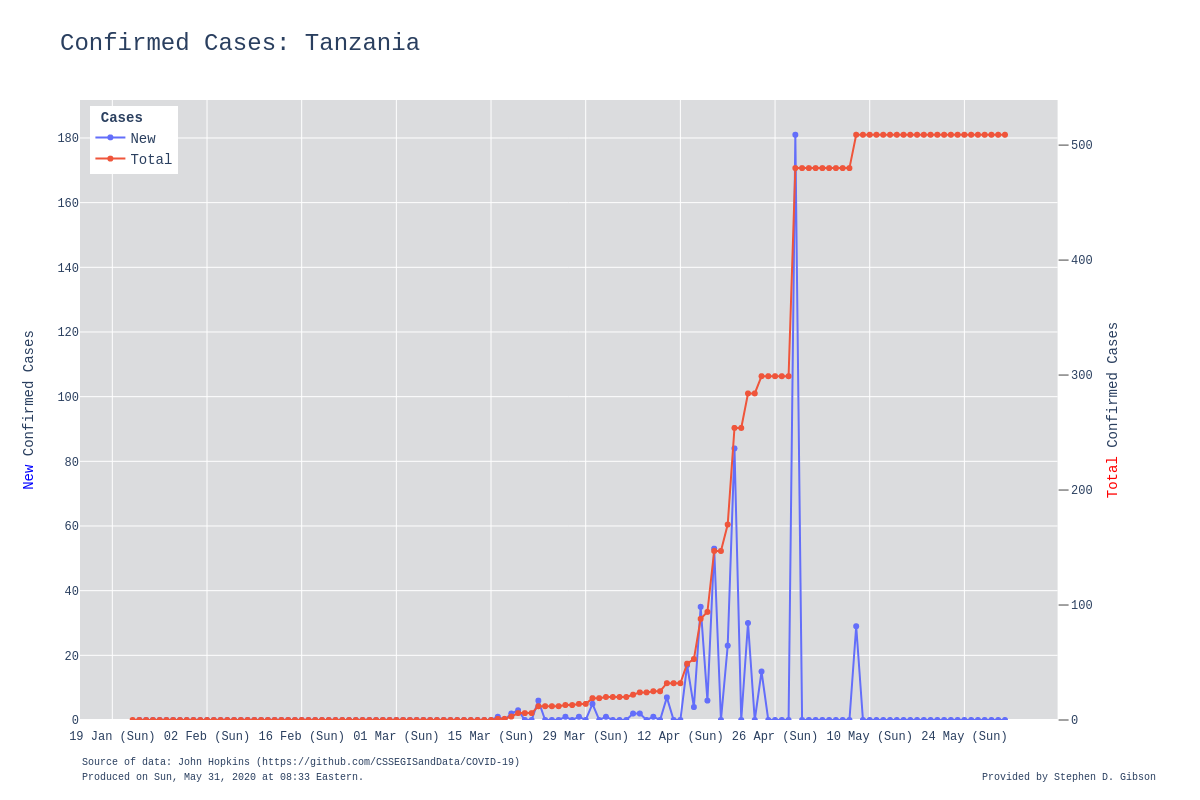 Confirmed Cases: Tanzania
Cases
New
Total
180
160
140
120
100
80
60
40
20
0
500
400
300
200
100
0
New Confirmed Cases
Total Confirmed Cases
19 Jan (Sun) 02 Feb (Sun) 16 Feb (Sun) 01 Mar (Sun) 15 Mar (Sun) 29 Mar (Sun) 12 Apr (Sun) 26 Apr (Sun) 10 May (Sun) 24 May (Sun)
Source of data: John Hopkins (https://github.com/CSSEGISandData/COVID-19)
Produced on Sun, May 31, 2020 at 08:33 Eastern.
Provided by Stephen D. Gibson